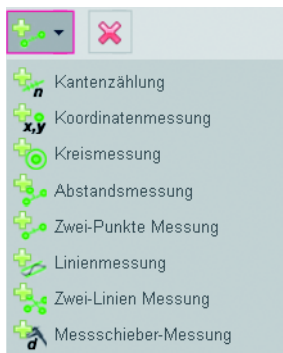 n Kantenzählung
x,y Koordinatenmessung
Kreismessung
Abstandsmessung
Zwei-Punkte Messung
Linienmessung
Zwei-Linien Messung
d Messschieber-Messung